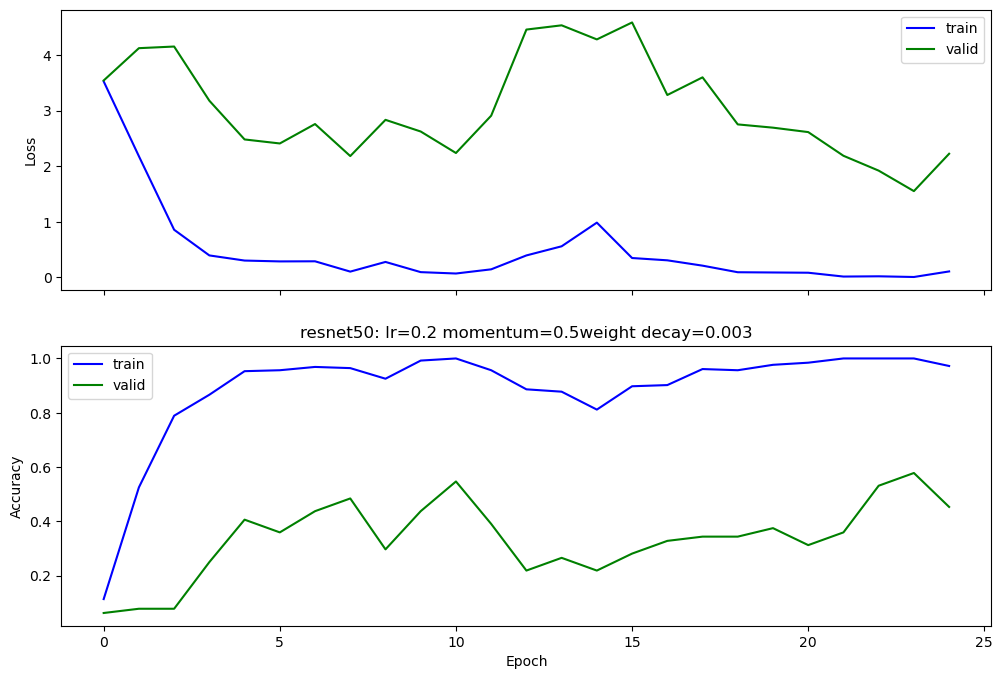 4
3
2
1
0
Loss
train
valid
resnet50: lr=0.2 momentum=0.5weight decay=0.003
1.0
0.8
0.6
0.4
0.2
Accuracy
train
valid
0 5 10 15 20 25
Epoch